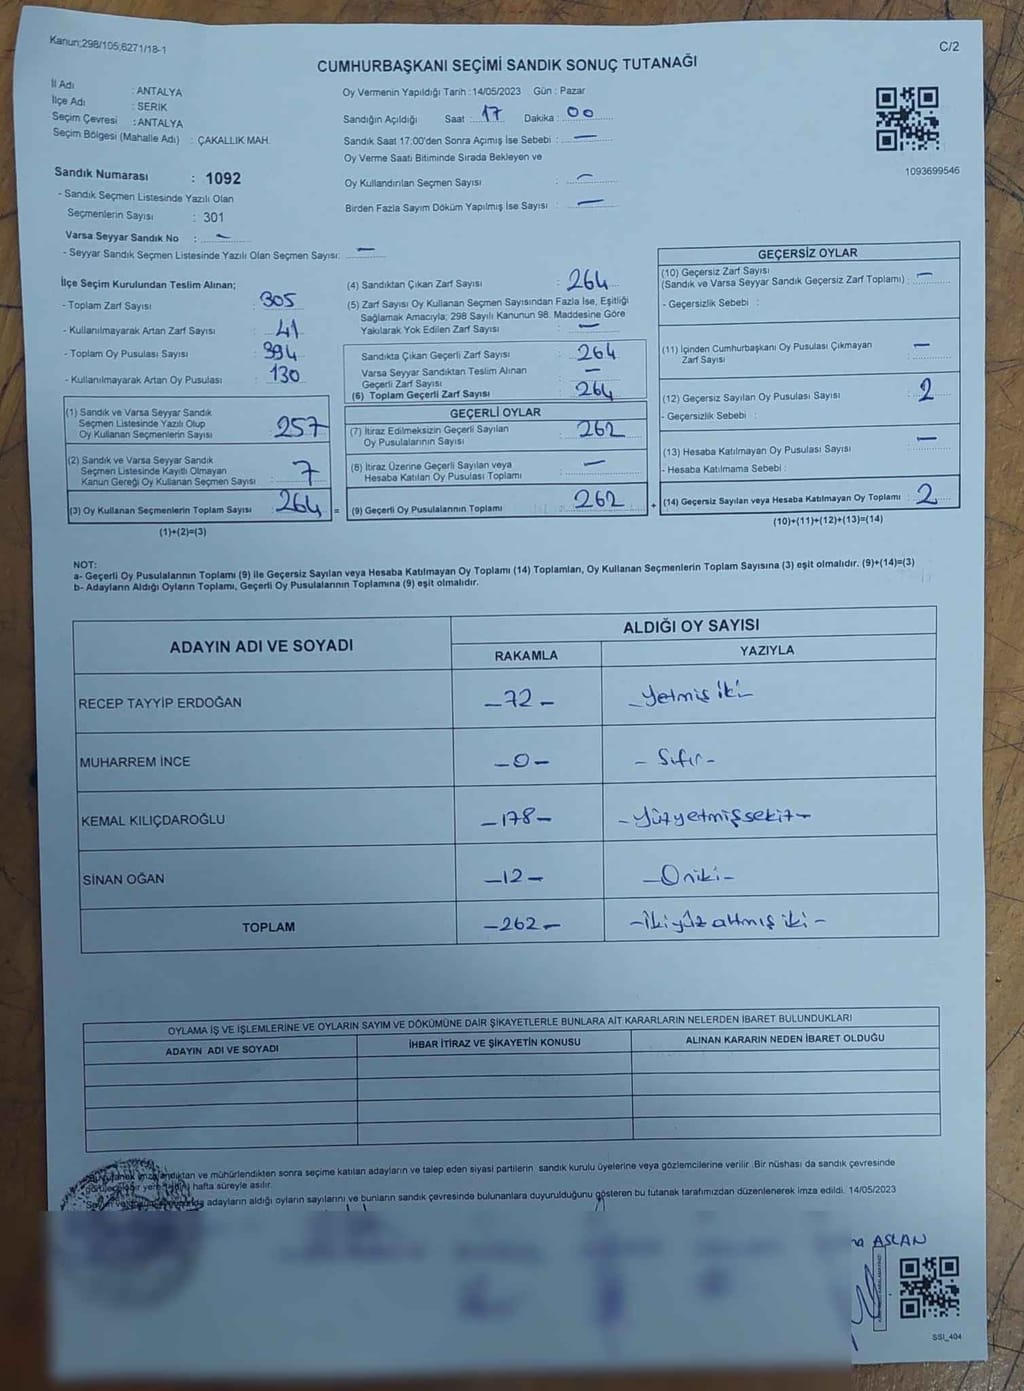 Kanun;298/105,6271/18-1
C/2
CUMHURBAŞKANI SEÇİMİ SANDIK SONUÇ TUTANAĞI
İl Adı : ANTALYA
İlçe Adı : SERIK
Seçim Çevresi : ANTALYA
Seçim Bölgesi (Mahalle Adı) : ÇAKALLIK MAH.
Sandık Numarası : 1092
- Sandık Seçmen Listesinde Yazılı Olan
Seçmenlerin Sayısı : 301
Varsa Seyyar Sandık No : —
- Seyyar Sandık Seçmen Listesinde Yazılı Olan Seçmen Sayısı: —
Oy Vermenin Yapıldığı Tarih : 14/05/2023 Gün : Pazar
Sandığın Açıldığı Saat : 17 Dakika : 00
Sandık Saat 17:00'den Sonra Açımış İse Sebebi : —
Oy Verme Saati Bitiminde Sırada Bekleyen ve
Oy Kullandırılan Seçmen Sayısı : —
Birden Fazla Sayım Döküm Yapılmış İse Sayısı : —
1093699546
İlçe Seçim Kurulundan Teslim Alınan;
- Toplam Zarf Sayısı : 305
- Kullanılmayarak Artan Zarf Sayısı : 41
- Toplam Oy Pusulası Sayısı : 394
- Kullanılmayarak Artan Oy Pusulası : 130
(1) Sandık ve Varsa Seyyar Sandık
Seçmen Listesinde Yazılı Olup
Oy Kullanan Seçmenlerin Sayısı : 257
(2) Sandık ve Varsa Seyyar Sandık
Seçmen Listesinde Kayıtlı Olmayan
Kanun Gereği Oy Kullanan Seçmen Sayısı : 7
(3) Oy Kullanan Seçmenlerin Toplam Sayısı : 264 =
(1)+(2)=(3)
(4) Sandıktan Çıkan Zarf Sayısı : 264
(5) Zarf Sayısı Oy Kullanan Seçmen Sayısından Fazla İse, Eşitliği
Sağlamak Amacıyla; 298 Sayılı Kanunun 98. Maddesine Göre
Yakılarak Yok Edilen Zarf Sayısı : —
Sandıkta Çıkan Geçerli Zarf Sayısı : 264
Varsa Seyyar Sandıktan Teslim Alınan
Geçerli Zarf Sayısı : —
(6) Toplam Geçerli Zarf Sayısı : 264
GEÇERLİ OYLAR
(7) İtiraz Edilmeksizin Geçerli Sayılan
Oy Pusulalarının Sayısı : 262
(8) İtiraz Üzerine Geçerli Sayılan veya
Hesaba Katılan Oy Pusulası Toplamı : —
(9) Geçerli Oy Pusulalarının Toplamı : 262 +
GEÇERSİZ OYLAR
(10) Geçersiz Zarf Sayısı
(Sandık ve Varsa Seyyar Sandık Geçersiz Zarf Toplamı) : —
- Geçersizlik Sebebi :
(11) İçinden Cumhurbaşkanı Oy Pusulası Çıkmayan
Zarf Sayısı : —
(12) Geçersiz Sayılan Oy Pusulası Sayısı : 2
- Geçersizlik Sebebi :
(13) Hesaba Katılmayan Oy Pusulası Sayısı : —
- Hesaba Katılmama Sebebi :
(14) Geçersiz Sayılan veya Hesaba Katılmayan Oy Toplamı : 2
(10)+(11)+(12)+(13)=(14)
NOT:
a- Geçerli Oy Pusulalarının Toplamı (9) ile Geçersiz Sayılan veya Hesaba Katılmayan Oy Toplamı (14) Toplamları, Oy Kullanan Seçmenlerin Toplam Sayısına (3) eşit olmalıdır. (9)+(14)=(3)
b- Adayların Aldığı Oyların Toplamı, Geçerli Oy Pusulalarının Toplamına (9) eşit olmalıdır.
ADAYIN ADI VE SOYADI ALDIĞI OY SAYISI
RAKAMLA YAZIYLA
RECEP TAYYİP ERDOĞAN –72– –Yetmiş iki–
MUHARREM İNCE –0– – Sıfır –
KEMAL KILIÇDAROĞLU –178– –Yüzyetmişsekiz–
SİNAN OĞAN –12– –Oniki–
TOPLAM –262– –İkiyüz altmış iki–
OYLAMA İŞ VE İŞLEMLERİNE VE OYLARIN SAYIM VE DÖKÜMÜNE DAİR ŞİKAYETLERLE BUNLARA AİT KARARLARIN NELERDEN İBARET BULUNDUKLARI
ADAYIN ADI VE SOYADI İHBAR İTİRAZ VE ŞİKAYETİN KONUSU ALINAN KARARIN NEDEN İBARET OLDUĞU
sonra seçime katılan adayların ve talep eden siyasi partilerin sandık kurulu üyelerine veya gözlemcilerine verilir. Bir nüshası da sandık çevresinde
hafta süreyle asılır.
adayların aldığı oyların sayılarını ve bunların sandık çevresinde bulunanlara duyurulduğunu gösteren bu tutanak tarafımızdan düzenlenerek imza edildi. 14/05/2023
ASLAN
SSI_404